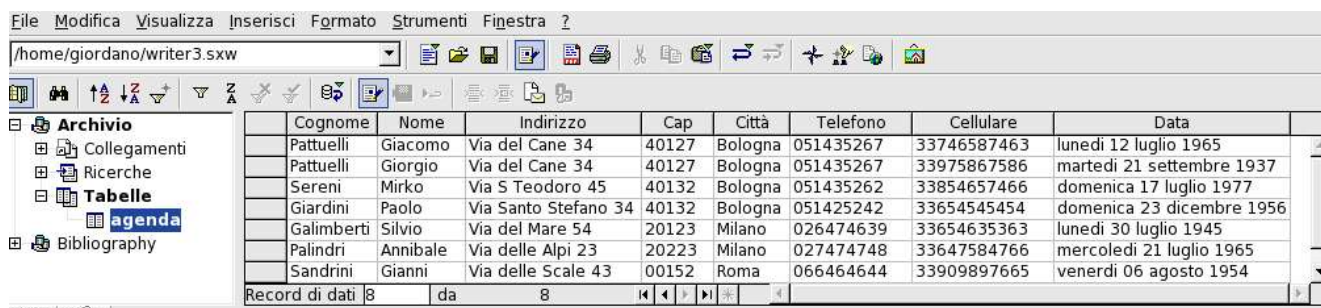 File Modifica Visualizza Inserisci Formato Strumenti Finestra ?
/home/giordano/writer3.sxw
Archivio
Collegamenti
Ricerche
Tabelle
agenda
Bibliography
Cognome Nome Indirizzo Cap Città Telefono Cellulare Data
Pattuelli Giacomo Via del Cane 34 40127 Bologna 051435267 33746587463 lunedi 12 luglio 1965
Pattuelli Giorgio Via del Cane 34 40127 Bologna 051435267 33975867586 martedi 21 settembre 1937
Sereni Mirko Via S Teodoro 45 40132 Bologna 051435262 33854657466 domenica 17 luglio 1977
Giardini Paolo Via Santo Stefano 34 40132 Bologna 051425242 33654545454 domenica 23 dicembre 1956
Galimberti Silvio Via del Mare 54 20123 Milano 026474639 33654635363 lunedi 30 luglio 1945
Palindri Annibale Via delle Alpi 23 20223 Milano 027474748 33647584766 mercoledi 21 luglio 1965
Sandrini Gianni Via delle Scale 43 00152 Roma 066464644 33909897665 venerdi 06 agosto 1954
Record di dati 8 da 8